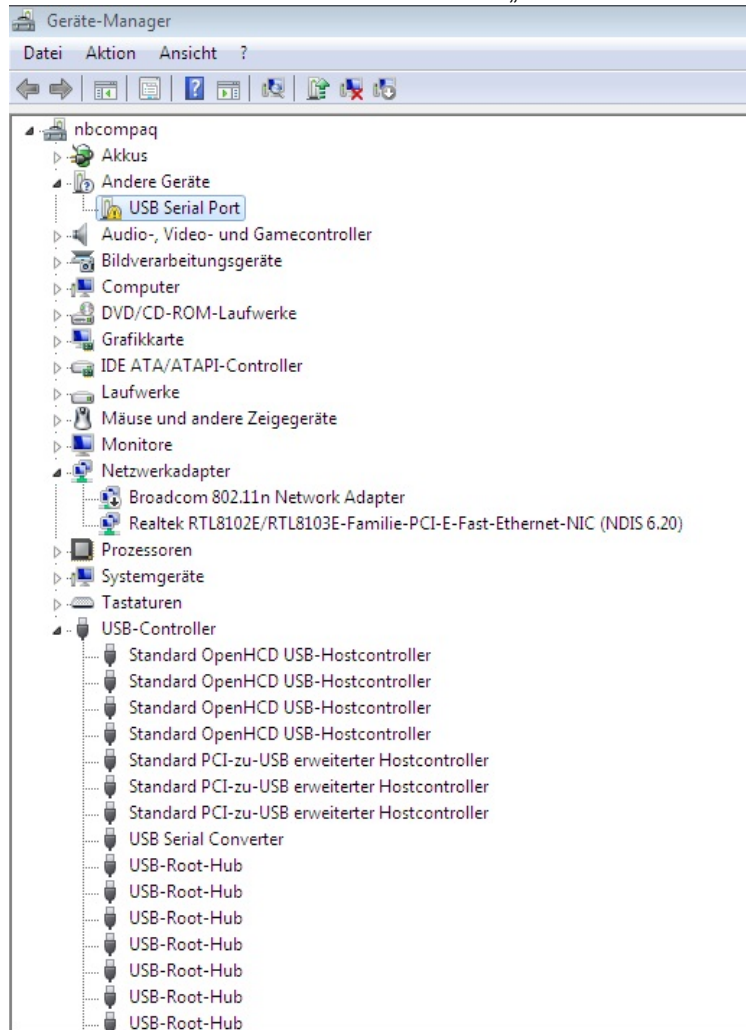 Geräte-Manager
Datei Aktion Ansicht ?
nbcompaq
Akkus
Andere Geräte
USB Serial Port
Audio-, Video- und Gamecontroller
Bildverarbeitungsgeräte
Computer
DVD/CD-ROM-Laufwerke
Grafikkarte
IDE ATA/ATAPI-Controller
Laufwerke
Mäuse und andere Zeigegeräte
Monitore
Netzwerkadapter
Broadcom 802.11n Network Adapter
Realtek RTL8102E/RTL8103E-Familie-PCI-E-Fast-Ethernet-NIC (NDIS 6.20)
Prozessoren
Systemgeräte
Tastaturen
USB-Controller
Standard OpenHCD USB-Hostcontroller
Standard OpenHCD USB-Hostcontroller
Standard OpenHCD USB-Hostcontroller
Standard OpenHCD USB-Hostcontroller
Standard PCI-zu-USB erweiterter Hostcontroller
Standard PCI-zu-USB erweiterter Hostcontroller
Standard PCI-zu-USB erweiterter Hostcontroller
USB Serial Converter
USB-Root-Hub
USB-Root-Hub
USB-Root-Hub
USB-Root-Hub
USB-Root-Hub
USB-Root-Hub
USB-Root-Hub